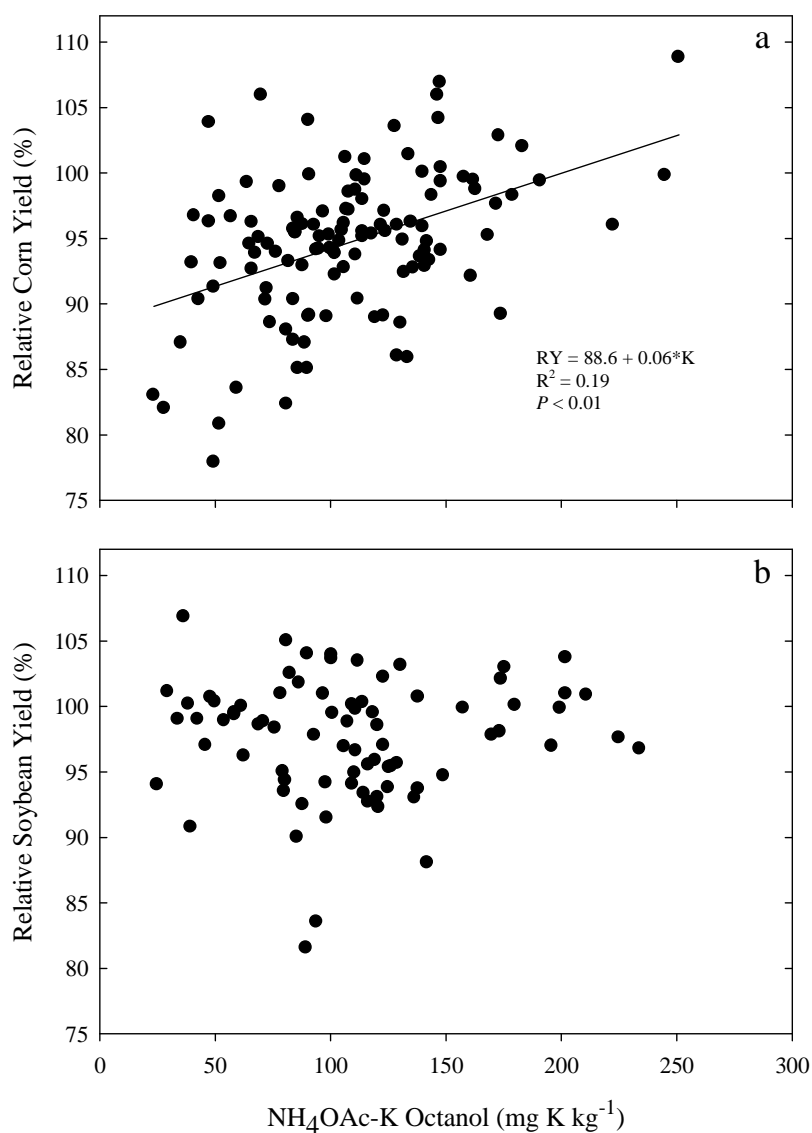 a
110
105
100
95
90
85
80
75
Relative Corn Yield (%)
RY = 88.6 + 0.06*K
R² = 0.19
P < 0.01
b
110
105
100
95
90
85
80
75
Relative Soybean Yield (%)
0 50 100 150 200 250 300
NH₄OAc-K Octanol (mg K kg⁻¹)